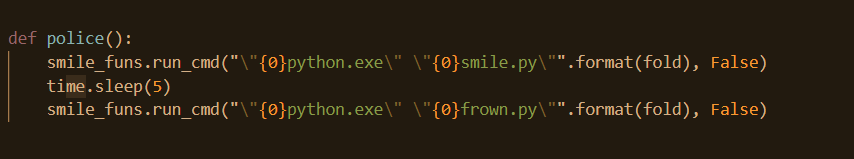 def police():
    smile_funs.run_cmd("\"{0}python.exe\" \"{0}smile.py\"".format(fold), False)
    time.sleep(5)
    smile_funs.run_cmd("\"{0}python.exe\" \"{0}frown.py\"".format(fold), False)